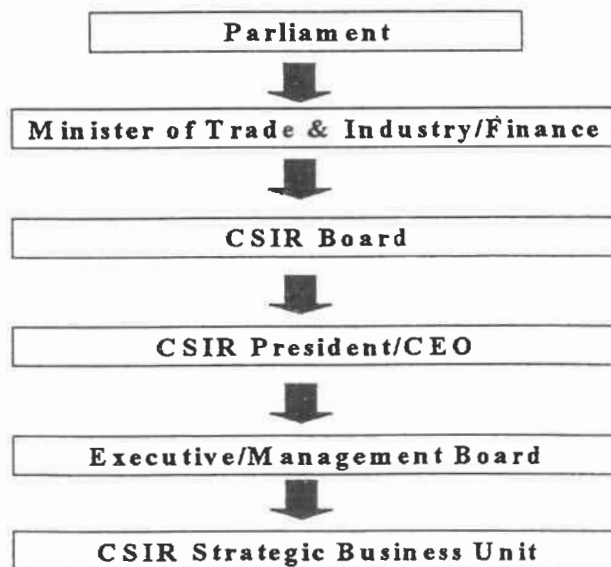 Parliament
Minister of Trade & Industry/Finance
CSIR Board
CSIR President/CEO
Executive/Management Board
CSIR Strategic Business Unit